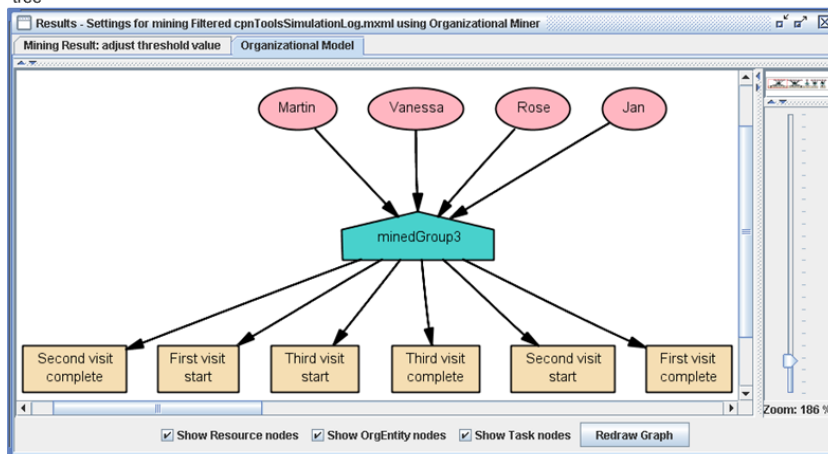 tree
Results - Settings for mining Filtered cpnToolsSimulationLog.mxml using Organizational Miner
Mining Result: adjust threshold value Organizational Model
Martin Vanessa Rose Jan
minedGroup3
Second visit complete
First visit start
Third visit start
Third visit complete
Second visit start
First visit complete
Zoom: 186 %
Show Resource nodes Show OrgEntity nodes Show Task nodes Redraw Graph